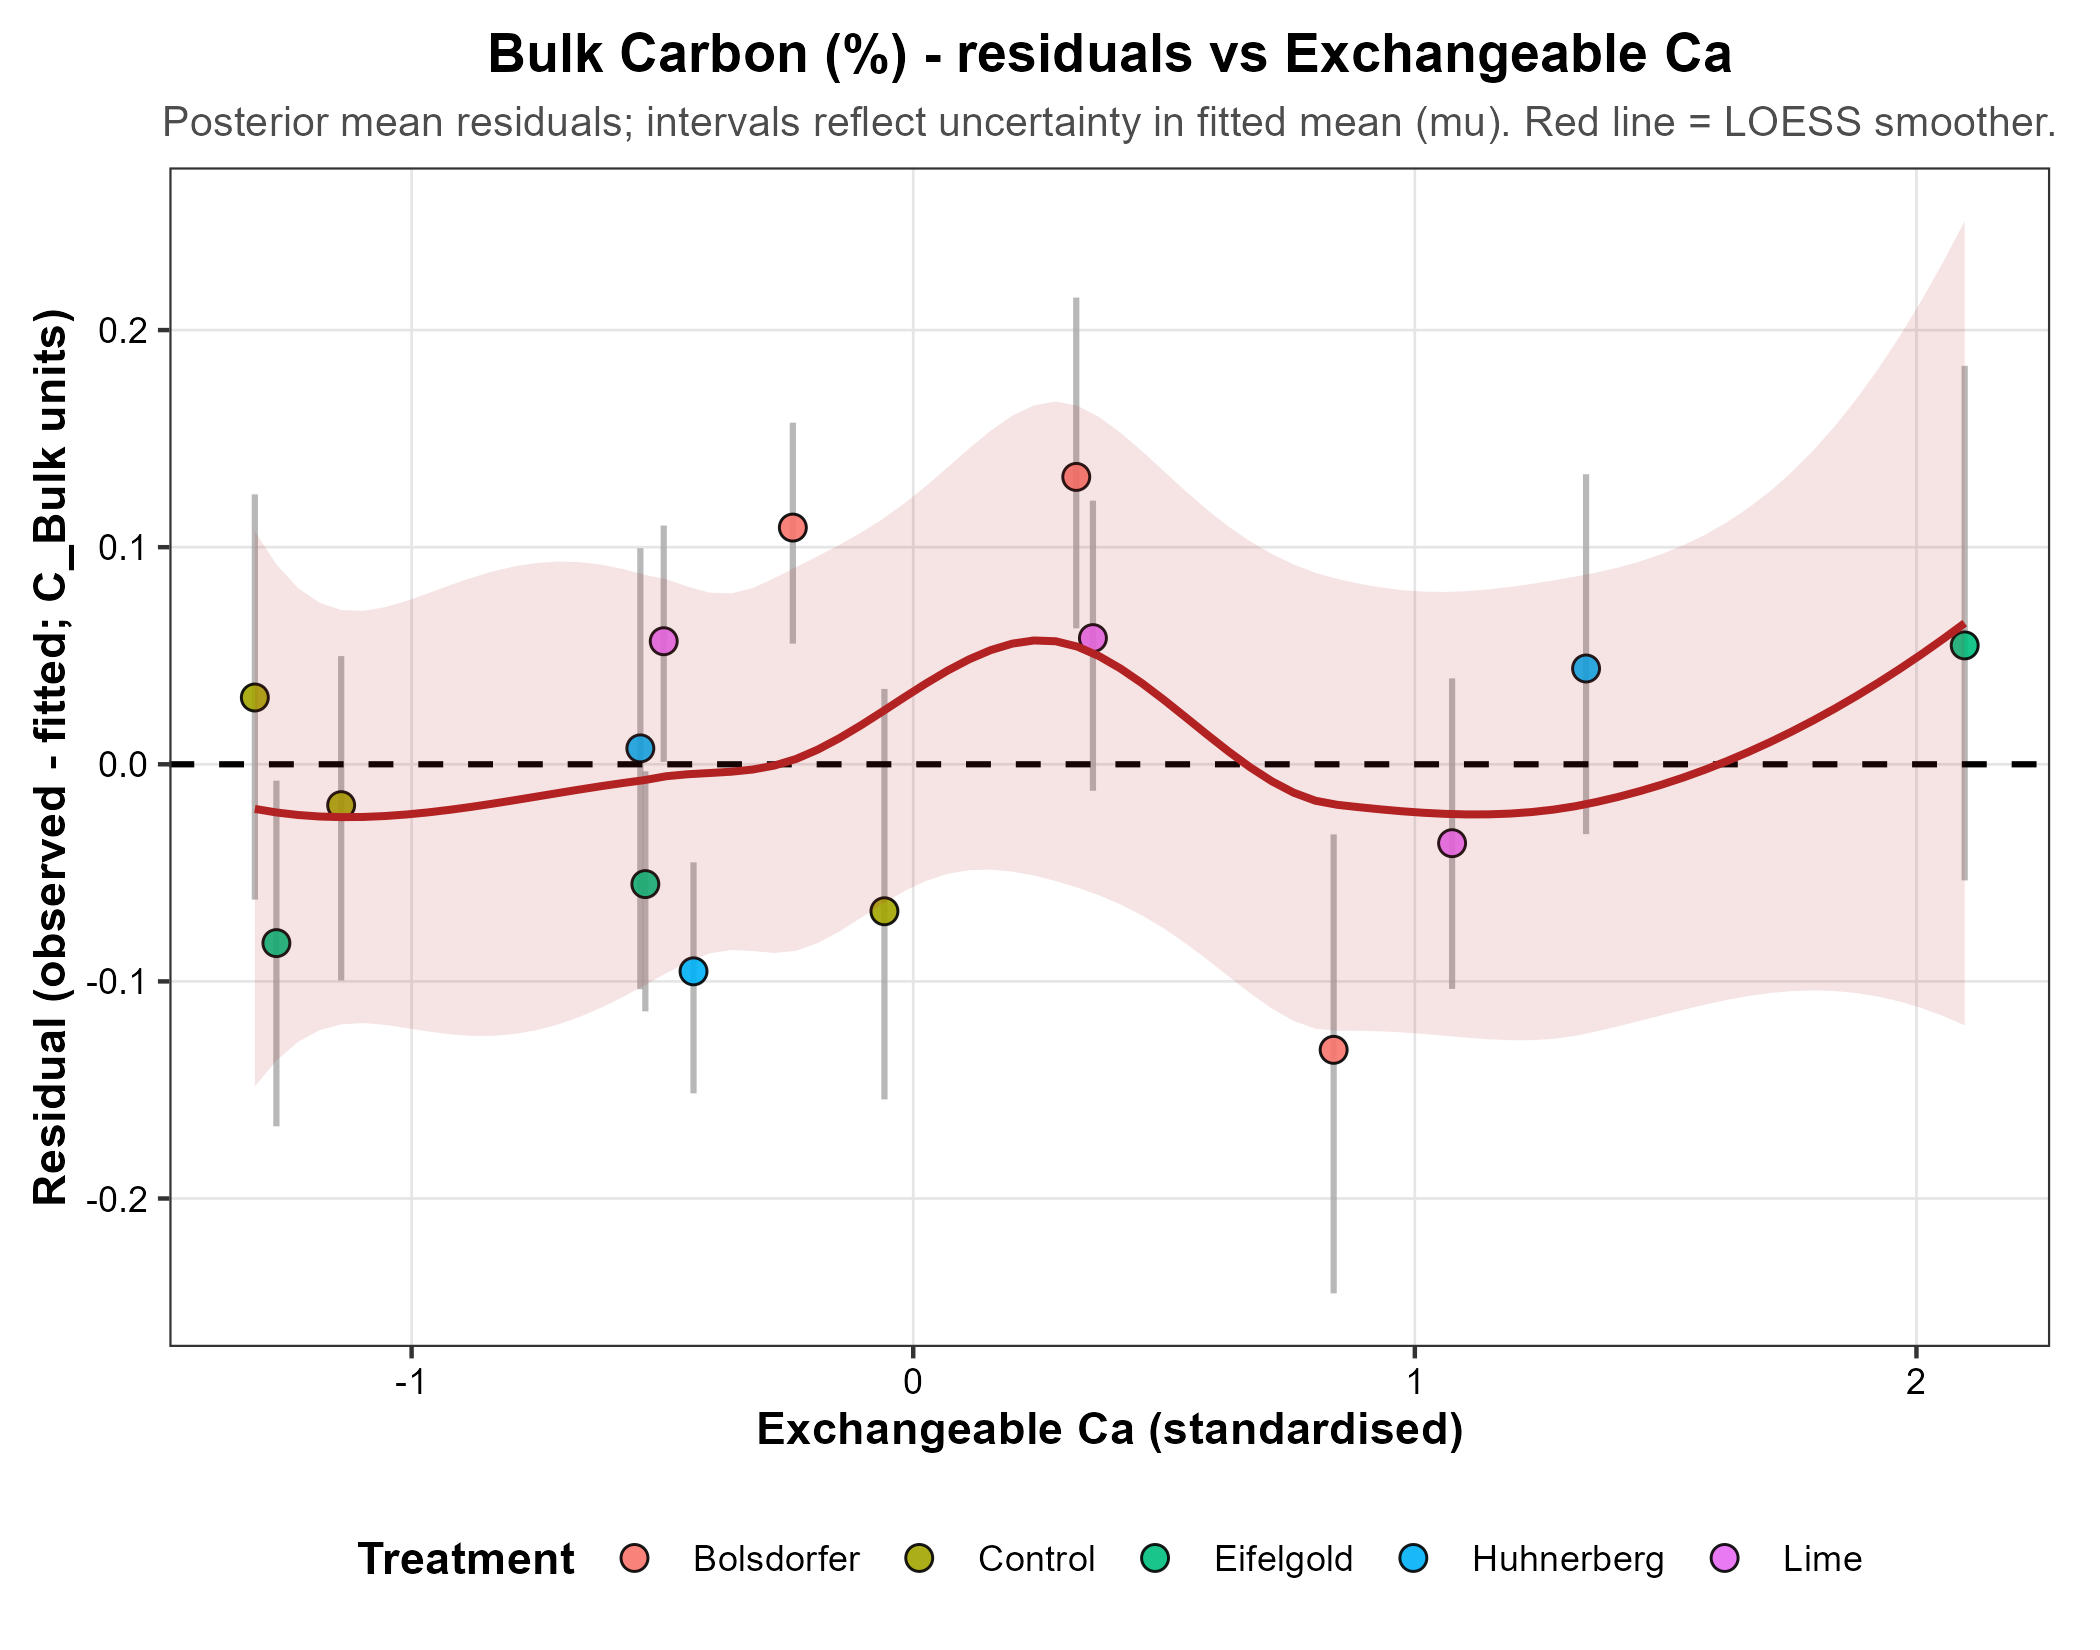 Bulk Carbon (%) - residuals vs Exchangeable Ca
Posterior mean residuals; intervals reflect uncertainty in fitted mean (mu). Red line = LOESS smoother.
Residual (observed - fitted; C_Bulk units)
0.2
0.1
0.0
-0.1
-0.2
-1 0 1 2
Exchangeable Ca (standardised)
Treatment Bolsdorfer Control Eifelgold Huhnerberg Lime